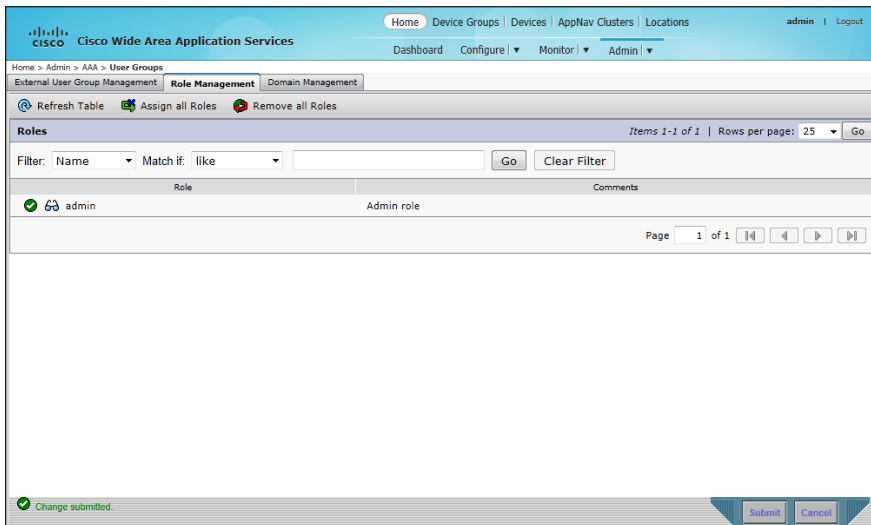 Home Device Groups | Devices | AppNav Clusters | Locations
admin | Logout
CISCO Cisco Wide Area Application Services
Dashboard Configure | Monitor | Admin |
Home > Admin > AAA > User Groups
External User Group Management Role Management Domain Management
Refresh Table Assign all Roles Remove all Roles
Roles Items 1-1 of 1 | Rows per page: 25 Go
Filter: Name Match if: like Go Clear Filter
Role Comments
admin Admin role
Page 1 of 1
Change submitted.
Submit Cancel